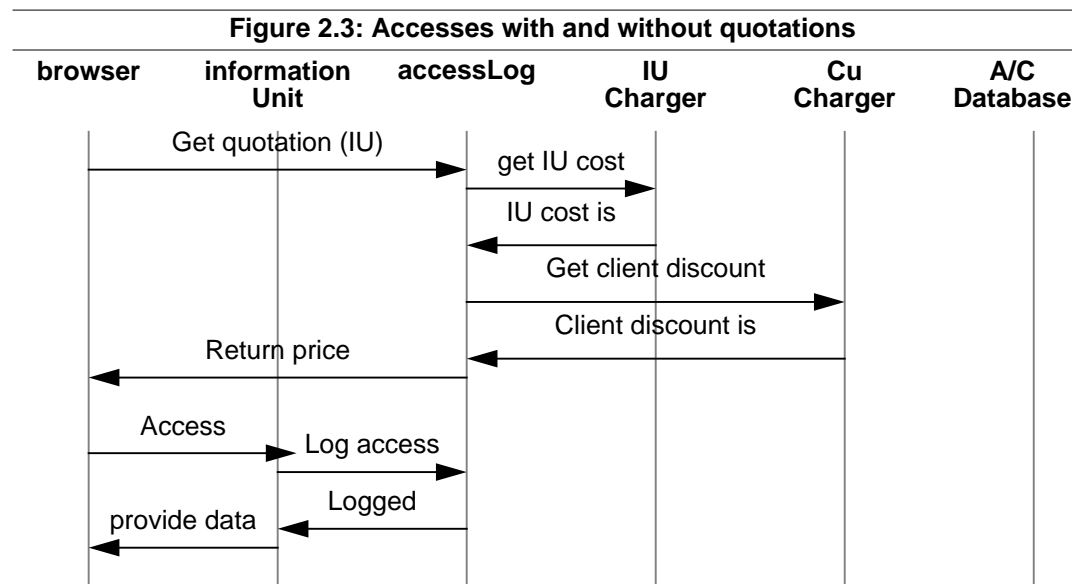 Figure 2.3: Accesses with and without quotations
browser information accessLog IU Cu A/C
Unit Charger Charger Database
Get quotation (IU)
get IU cost
IU cost is
Get client discount
Client discount is
Return price
Access
Log access
Logged
provide data